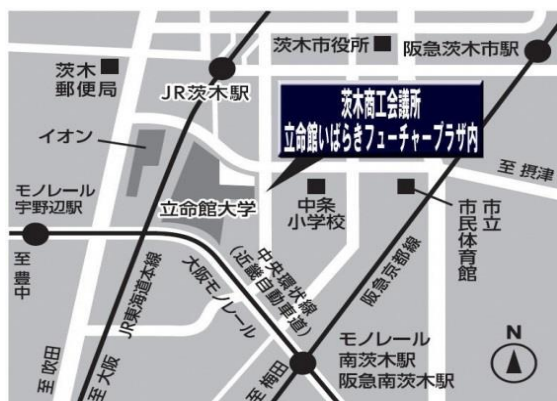 茨木市役所
阪急茨木市駅
茨木
郵便局
JR茨木駅
茨木商工会議所
立命館いばらきフューチャープラザ内
イオン
至 摂津
モノレール
宇野辺駅
立命館大学
中条
小学校
市立
市民体育館
至 豊中
JR東海道本線
大阪モノレール
中央環状線
(近畿自動車道)
阪急京都線
モノレール
南茨木駅
阪急南茨木駅
N
至 吹田
至 大阪
至 梅田